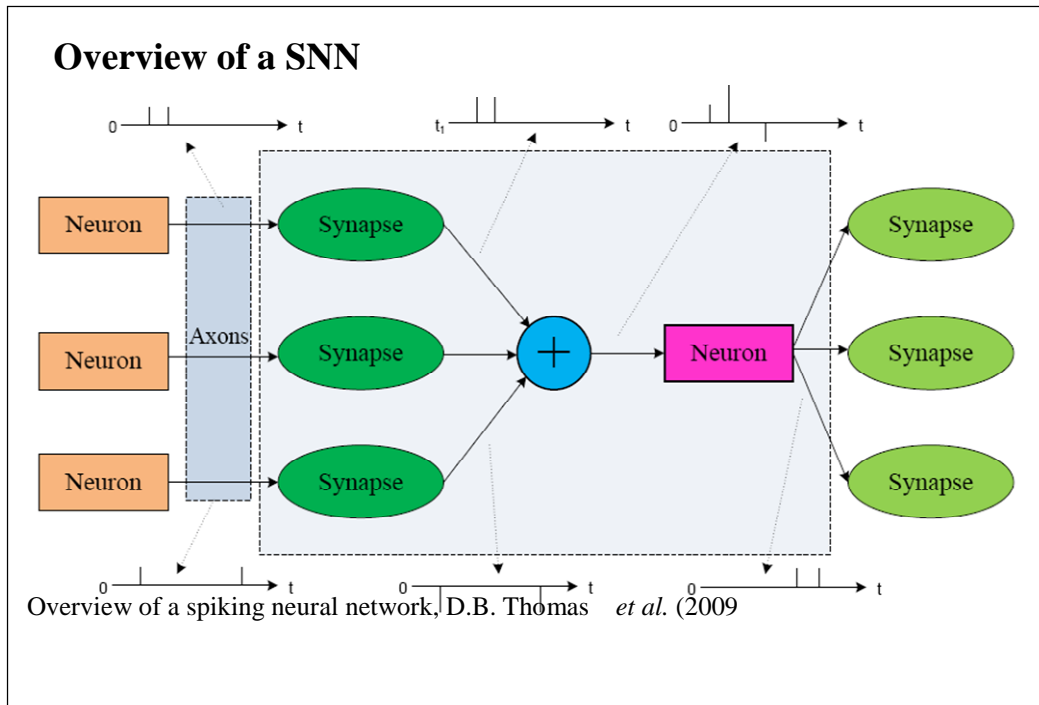 Overview of a SNN
0 t
t₁ t
0 t
Neuron Synapse Synapse
Axons
Neuron Synapse + Neuron Synapse
Neuron Synapse Synapse
0 t
0 t
0 t
Overview of a spiking neural network, D.B. Thomas et al. (2009